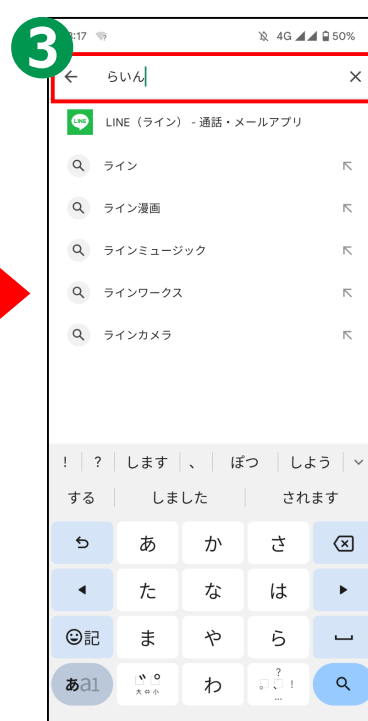 3
:17 4G 50%
らいん
LINE LINE（ライン） - 通話・メールアプリ
ライン
ライン漫画
ラインミュージック
ラインワークス
ラインカメラ
! ? します 、 ぽつ しよう
する しました されます
あ か さ
た な は
記 ま や ら
あa1 大⇔小 わ 、?!…